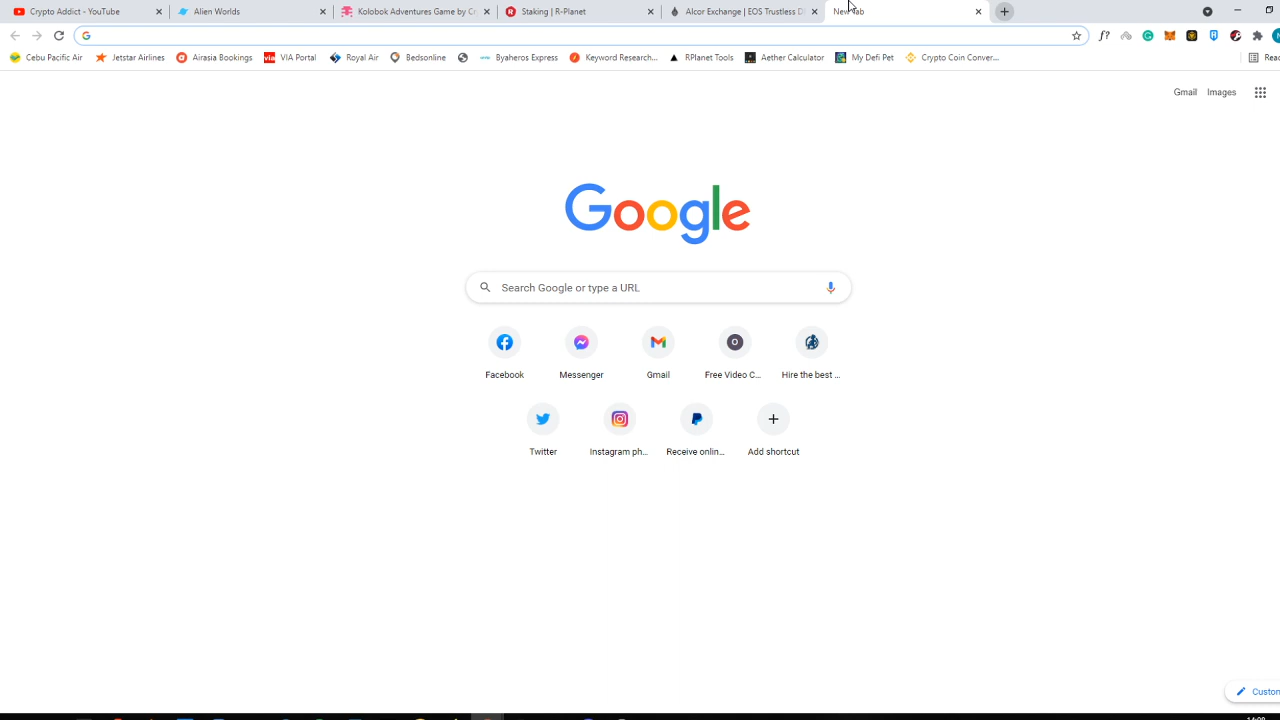 Crypto Addict - YouTube
Alien Worlds
Kolobok Adventures Game by Cr
Staking | R-Planet
Alcor Exchange | EOS Trustless D
New Tab
Cebu Pacific Air
Jetstar Airlines
Airasia Bookings
VIA Portal
Royal Air
Bedsonline
Byaheros Express
Keyword Research...
RPlanet Tools
Aether Calculator
My Defi Pet
Crypto Coin Conver...
Reac
Gmail
Images
Google
Search Google or type a URL
Facebook
Messenger
Gmail
O
Free Video C...
Hire the best ...
Twitter
Instagram ph...
Receive onlin...
Add shortcut
Custom